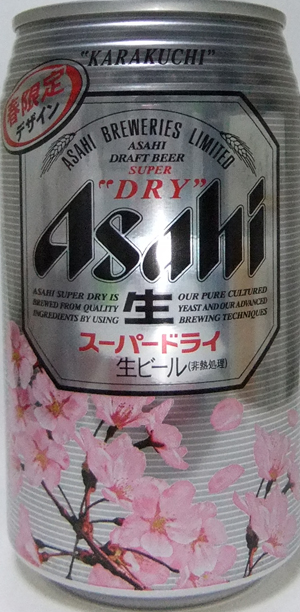 "KARAKUCHI"
春限定
デザイン
ASAHI BREWERIES LIMITED
ASAHI
DRAFT BEER
SUPER
"DRY"
Asahi
ASAHI SUPER DRY IS
BREWED FROM QUALITY
INGREDIENTS BY USING
生
OUR PURE CULTURED
YEAST AND OUR ADVANCED
BREWING TECHNIQUES
スーパードライ
生ビール(非熱処理)